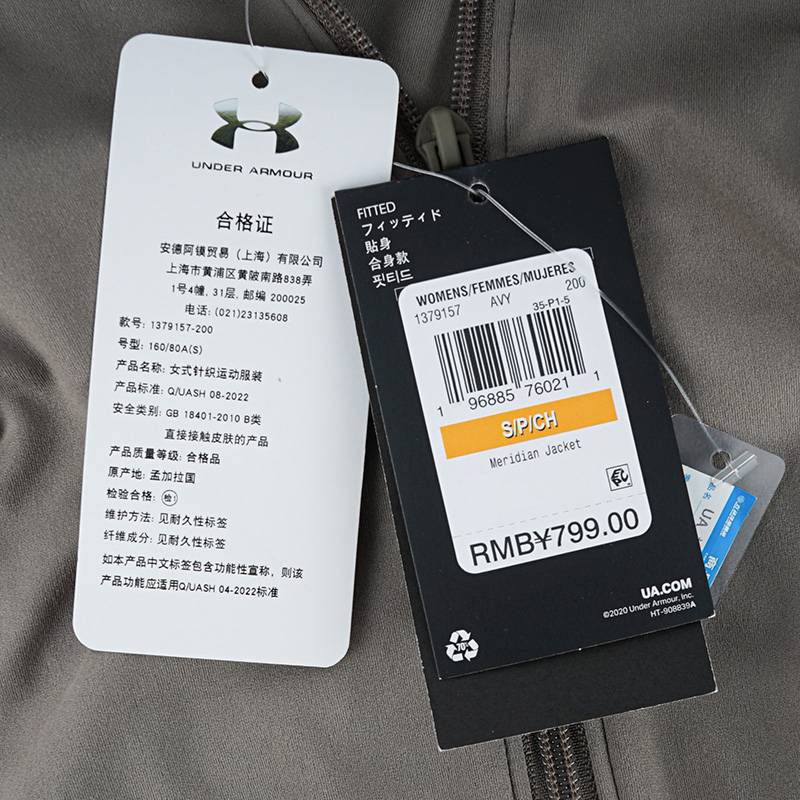 UNDER ARMOUR
合格证
安德阿镆贸易（上海）有限公司
上海市黄浦区黄陂南路838弄
1号4幢, 31层, 邮编 200025
电话: (021)23135608
款号: 1379157-200
号型: 160/80A(S)
产品名称: 女式针织运动服装
产品标准: Q/UASH 08-2022
安全类别: GB 18401-2010 B类
直接接触皮肤的产品
产品质量等级: 合格品
原产地: 孟加拉国
检验合格: 检1
维护方法: 见耐久性标签
纤维成分: 见耐久性标签
如本产品中文标签包含功能性宣称, 则该
产品功能应适用Q/UASH 04-2022标准
FITTED
フィッティド
貼身
合身款
핏티드
WOMENS/FEMMES/MUJERES
1379157 AVY 200
35-P1-5
1 96885 76021 1
S/P/CH
Meridian Jacket
RMB¥799.00
UA.COM
©2020 Under Armour, Inc.
HT-908839A
70%
UA